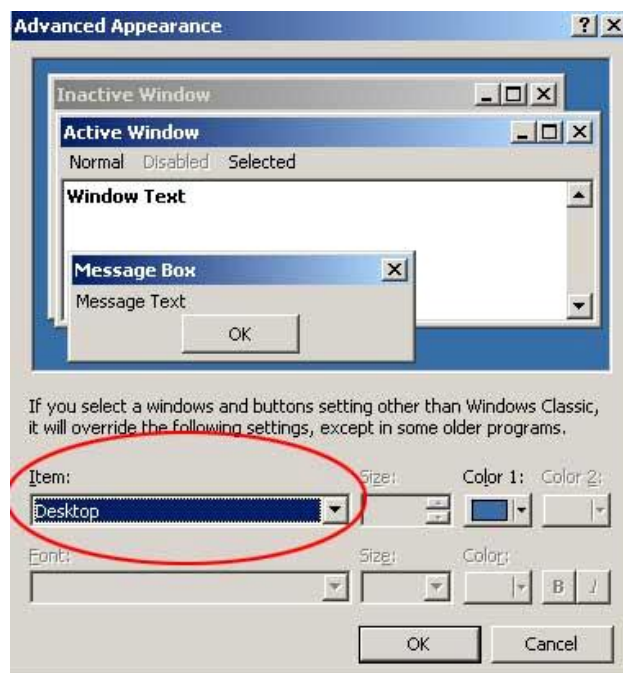 Advanced Appearance
Inactive Window
Active Window
Normal Disabled Selected
Window Text
Message Box
Message Text
OK
If you select a windows and buttons setting other than Windows Classic,
it will override the following settings, except in some older programs.
Item: Size: Color 1: Color 2:
Desktop
Font: Size: Color:
B I
OK Cancel